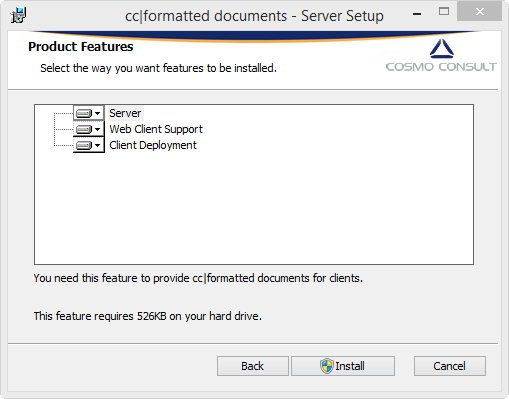 cc|formatted documents - Server Setup
Product Features
Select the way you want features to be installed.
COSMO CONSULT
Server
Web Client Support
Client Deployment
You need this feature to provide cc|formatted documents for clients.
This feature requires 526KB on your hard drive.
Back
Install
Cancel